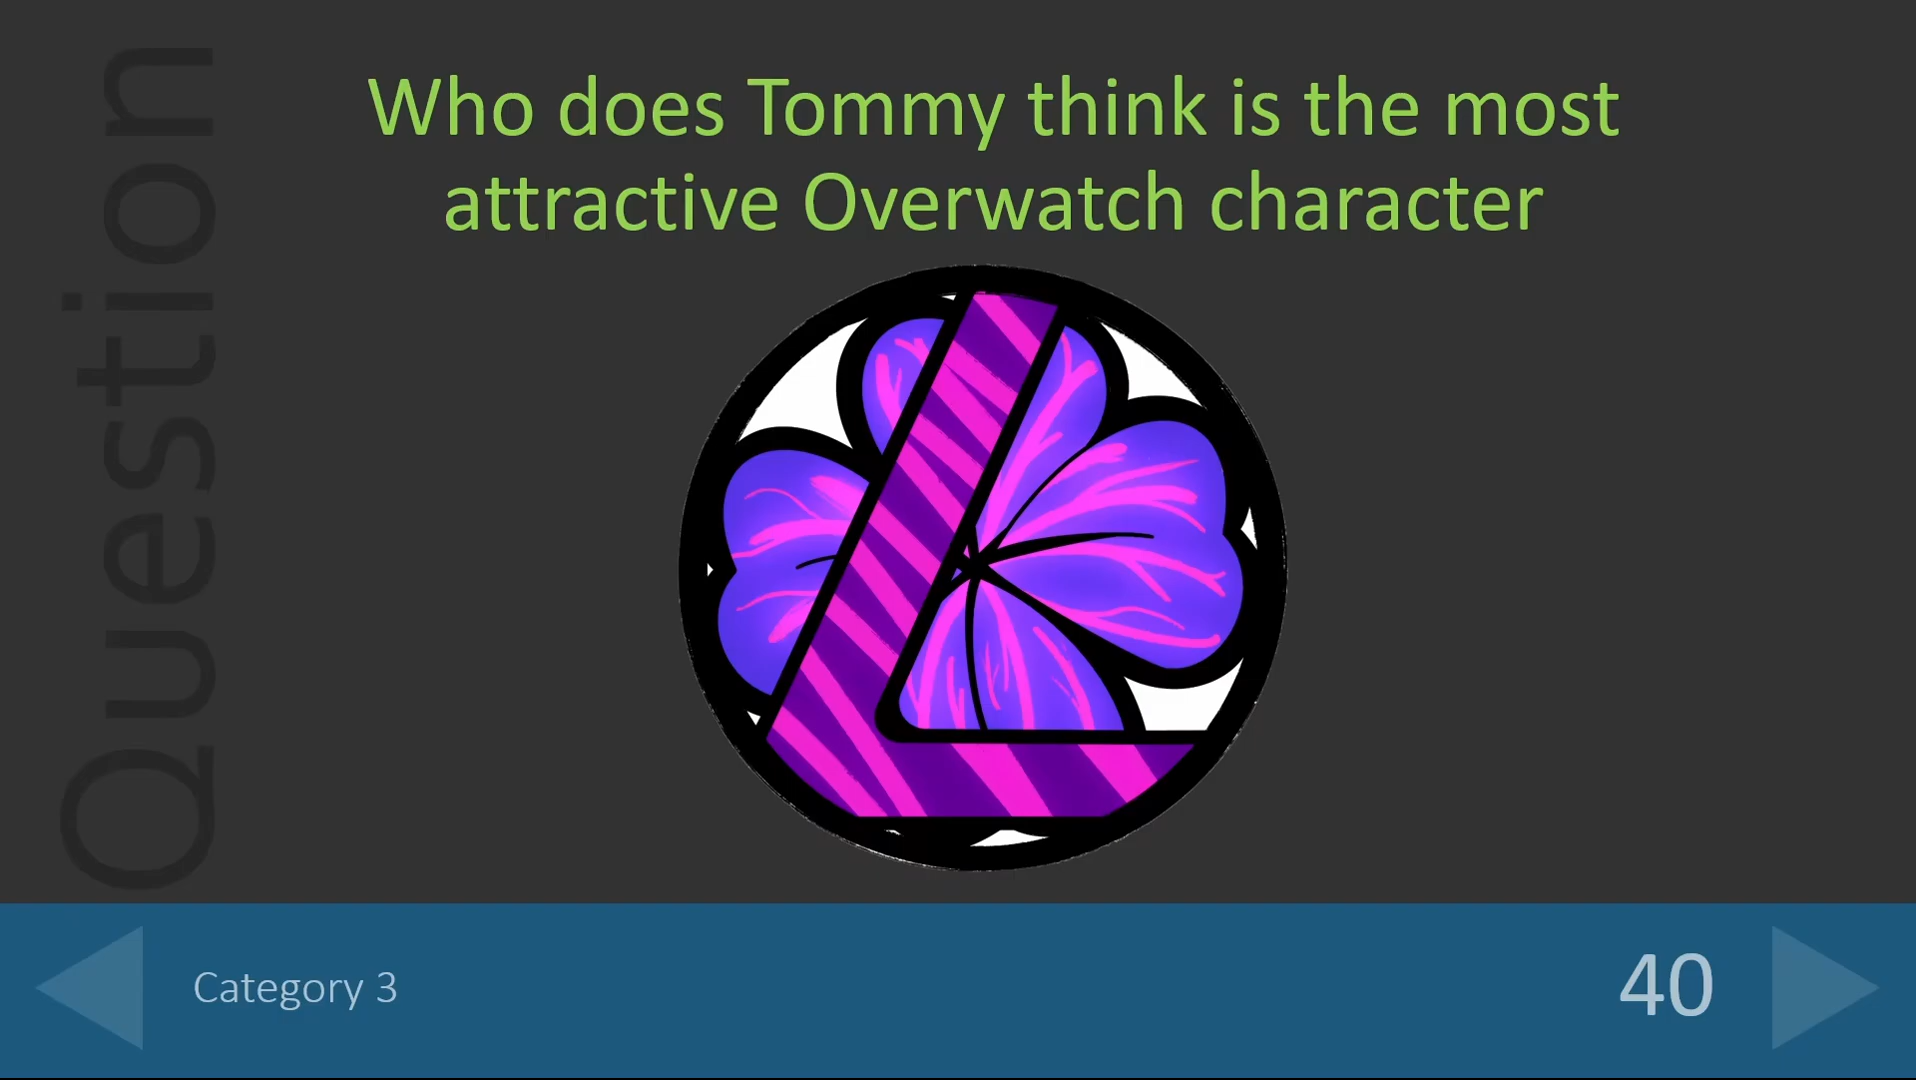 Question
Who does Tommy think is the most
attractive Overwatch character
L
Category 3
40